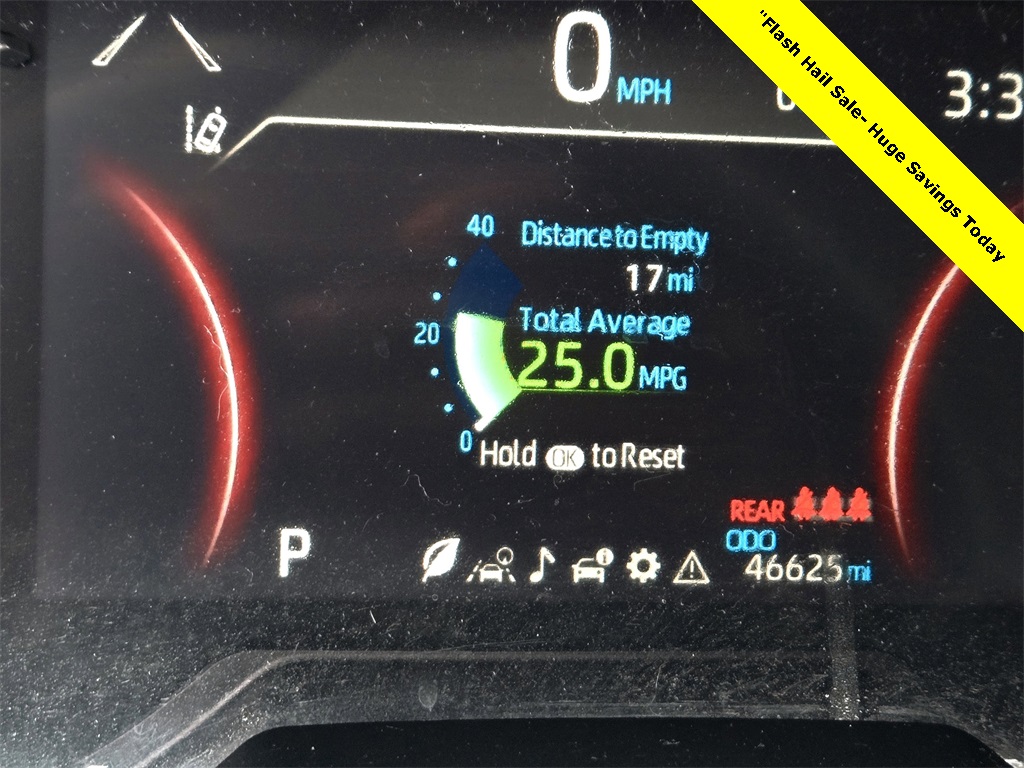 0 MPH
3:3
"Flash Hail Sale- Huge Savings Today
40
Distance to Empty
17 mi
Total Average
20
25.0 MPG
0
Hold OK to Reset
REAR
ODO
P
46625 mi